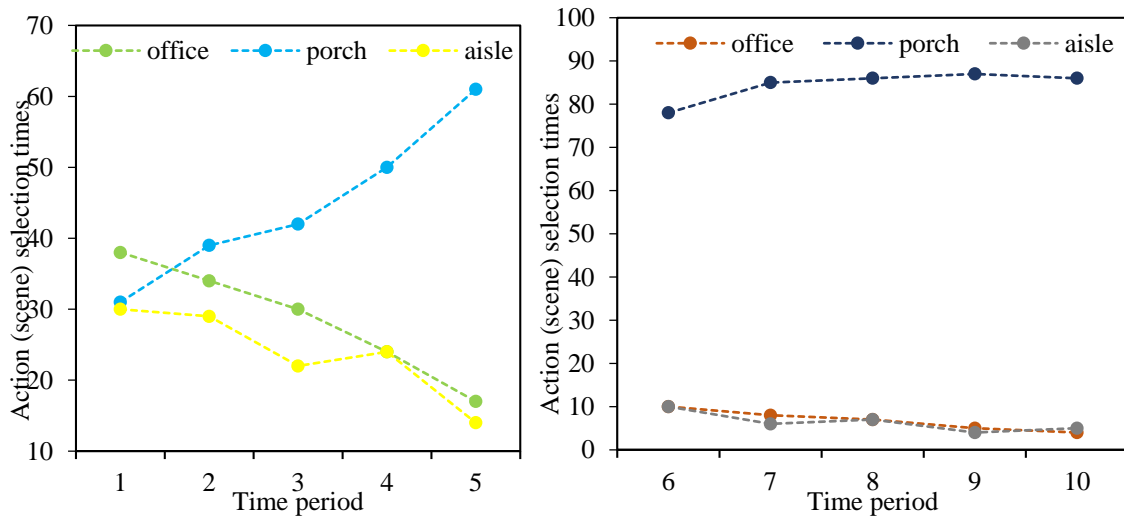 Action (scene) selection times
70
60
50
40
30
20
10
office porch aisle
1 2 3 4 5
Time period
Action (scene) selection times
100
90
80
70
60
50
40
30
20
10
0
office porch aisle
6 7 8 9 10
Time period